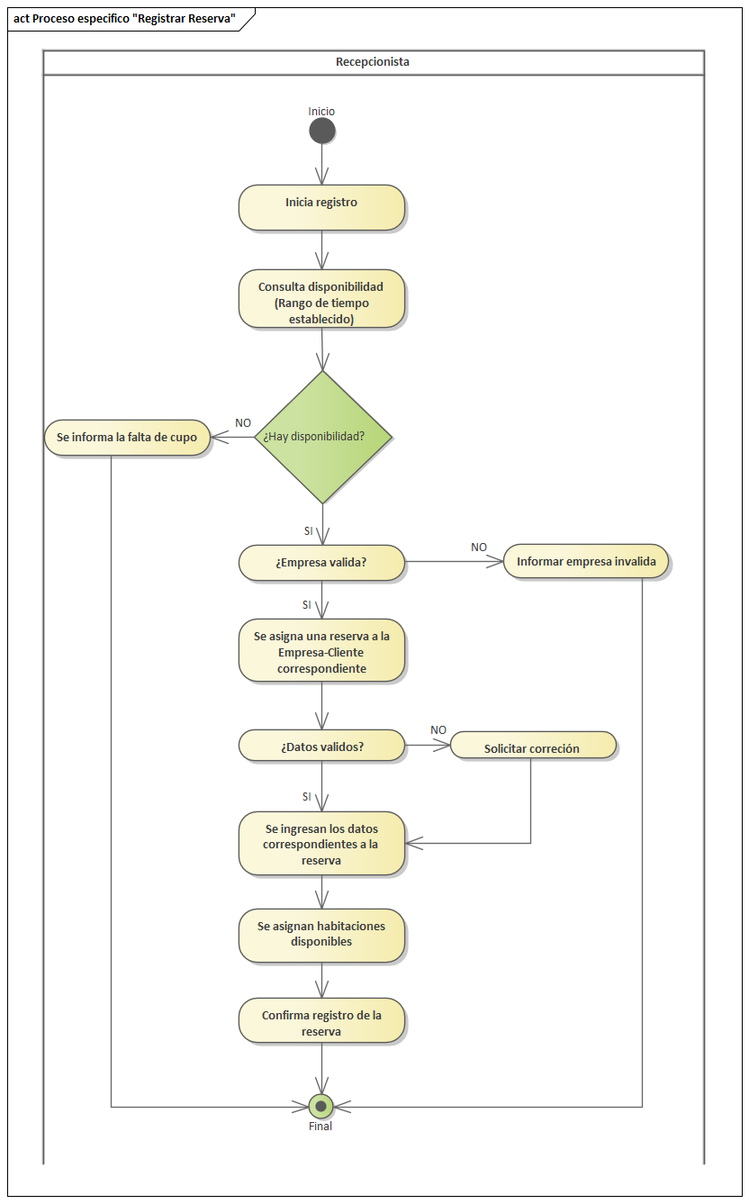 act Proceso especifico "Registrar Reserva"
Recepcionista
Inicio
Inicia registro
Consulta disponibilidad
(Rango de tiempo
establecido)
NO
¿Hay disponibilidad?
Se informa la falta de cupo
SI
¿Empresa valida?
NO
Informar empresa invalida
SI
Se asigna una reserva a la
Empresa-Cliente
correspondiente
NO
¿Datos validos?
Solicitar correción
SI
Se ingresan los datos
correspondientes a la
reserva
Se asignan habitaciones
disponibles
Confirma registro de la
reserva
Final